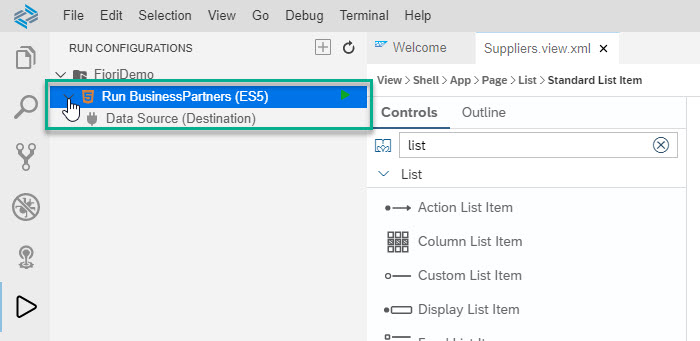 File Edit Selection View Go Debug Terminal Help
RUN CONFIGURATIONS
FioriDemo
Run BusinessPartners (ES5)
Data Source (Destination)
Welcome
Suppliers.view.xml
View > Shell > App > Page > List > Standard List Item
Controls Outline
list
List
Action List Item
Column List Item
Custom List Item
Display List Item